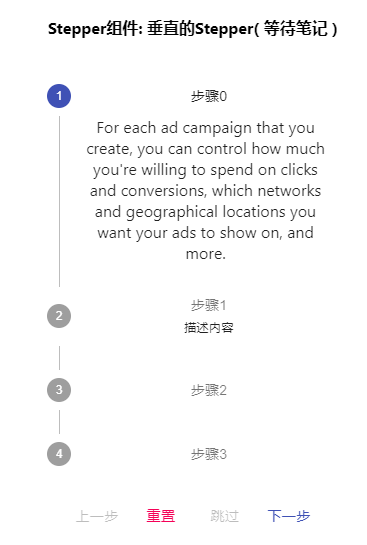 Stepper组件: 垂直的Stepper( 等待笔记 )
1 步骤0
For each ad campaign that you
create, you can control how much
you're willing to spend on clicks
and conversions, which networks
and geographical locations you
want your ads to show on, and
more.
2 步骤1
描述内容
3 步骤2
4 步骤3
上一步 重置 跳过 下一步